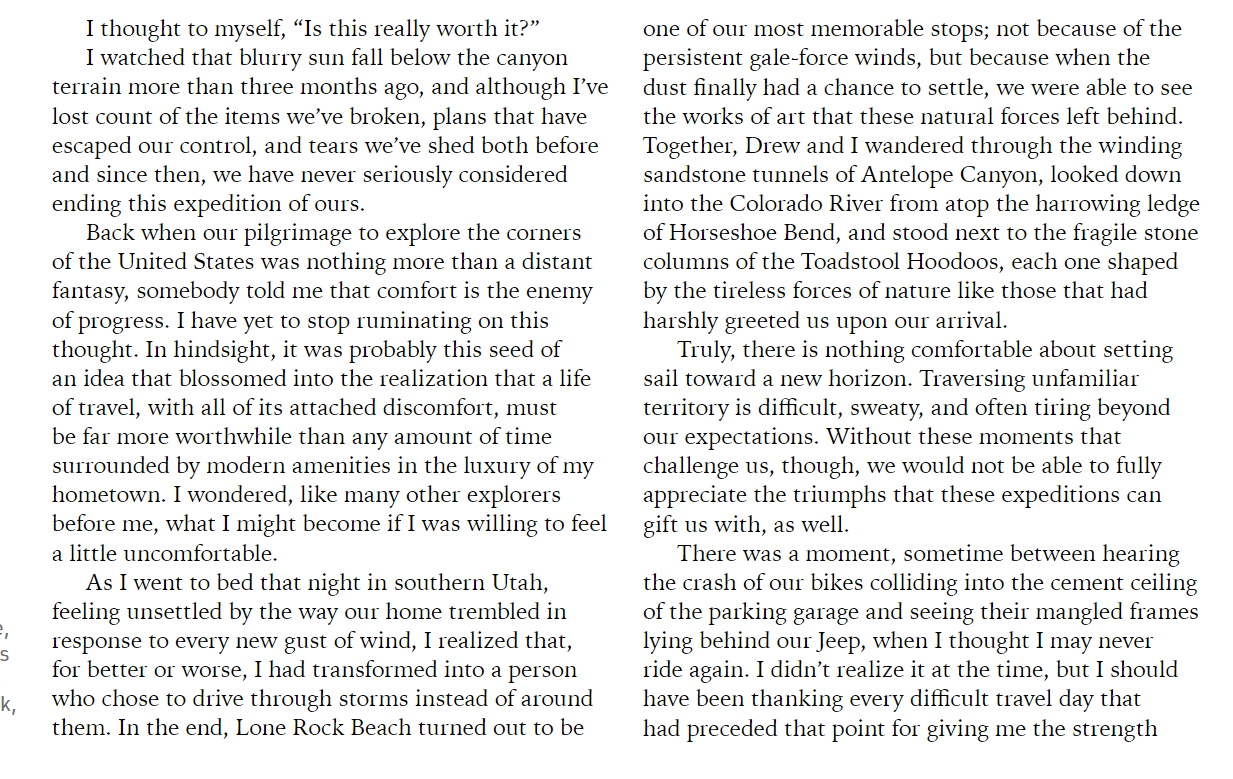 I thought to myself, “Is this really worth it?”
I watched that blurry sun fall below the canyon
terrain more than three months ago, and although I’ve
lost count of the items we’ve broken, plans that have
escaped our control, and tears we’ve shed both before
and since then, we have never seriously considered
ending this expedition of ours.
Back when our pilgrimage to explore the corners
of the United States was nothing more than a distant
fantasy, somebody told me that comfort is the enemy
of progress. I have yet to stop ruminating on this
thought. In hindsight, it was probably this seed of
an idea that blossomed into the realization that a life
of travel, with all of its attached discomfort, must
be far more worthwhile than any amount of time
surrounded by modern amenities in the luxury of my
hometown. I wondered, like many other explorers
before me, what I might become if I was willing to feel
a little uncomfortable.
As I went to bed that night in southern Utah,
feeling unsettled by the way our home trembled in
response to every new gust of wind, I realized that,
for better or worse, I had transformed into a person
who chose to drive through storms instead of around
them. In the end, Lone Rock Beach turned out to be
one of our most memorable stops; not because of the
persistent gale-force winds, but because when the
dust finally had a chance to settle, we were able to see
the works of art that these natural forces left behind.
Together, Drew and I wandered through the winding
sandstone tunnels of Antelope Canyon, looked down
into the Colorado River from atop the harrowing ledge
of Horseshoe Bend, and stood next to the fragile stone
columns of the Toadstool Hoodoos, each one shaped
by the tireless forces of nature like those that had
harshly greeted us upon our arrival.
Truly, there is nothing comfortable about setting
sail toward a new horizon. Traversing unfamiliar
territory is difficult, sweaty, and often tiring beyond
our expectations. Without these moments that
challenge us, though, we would not be able to fully
appreciate the triumphs that these expeditions can
gift us with, as well.
There was a moment, sometime between hearing
the crash of our bikes colliding into the cement ceiling
of the parking garage and seeing their mangled frames
lying behind our Jeep, when I thought I may never
ride again. I didn’t realize it at the time, but I should
have been thanking every difficult travel day that
had preceded that point for giving me the strength